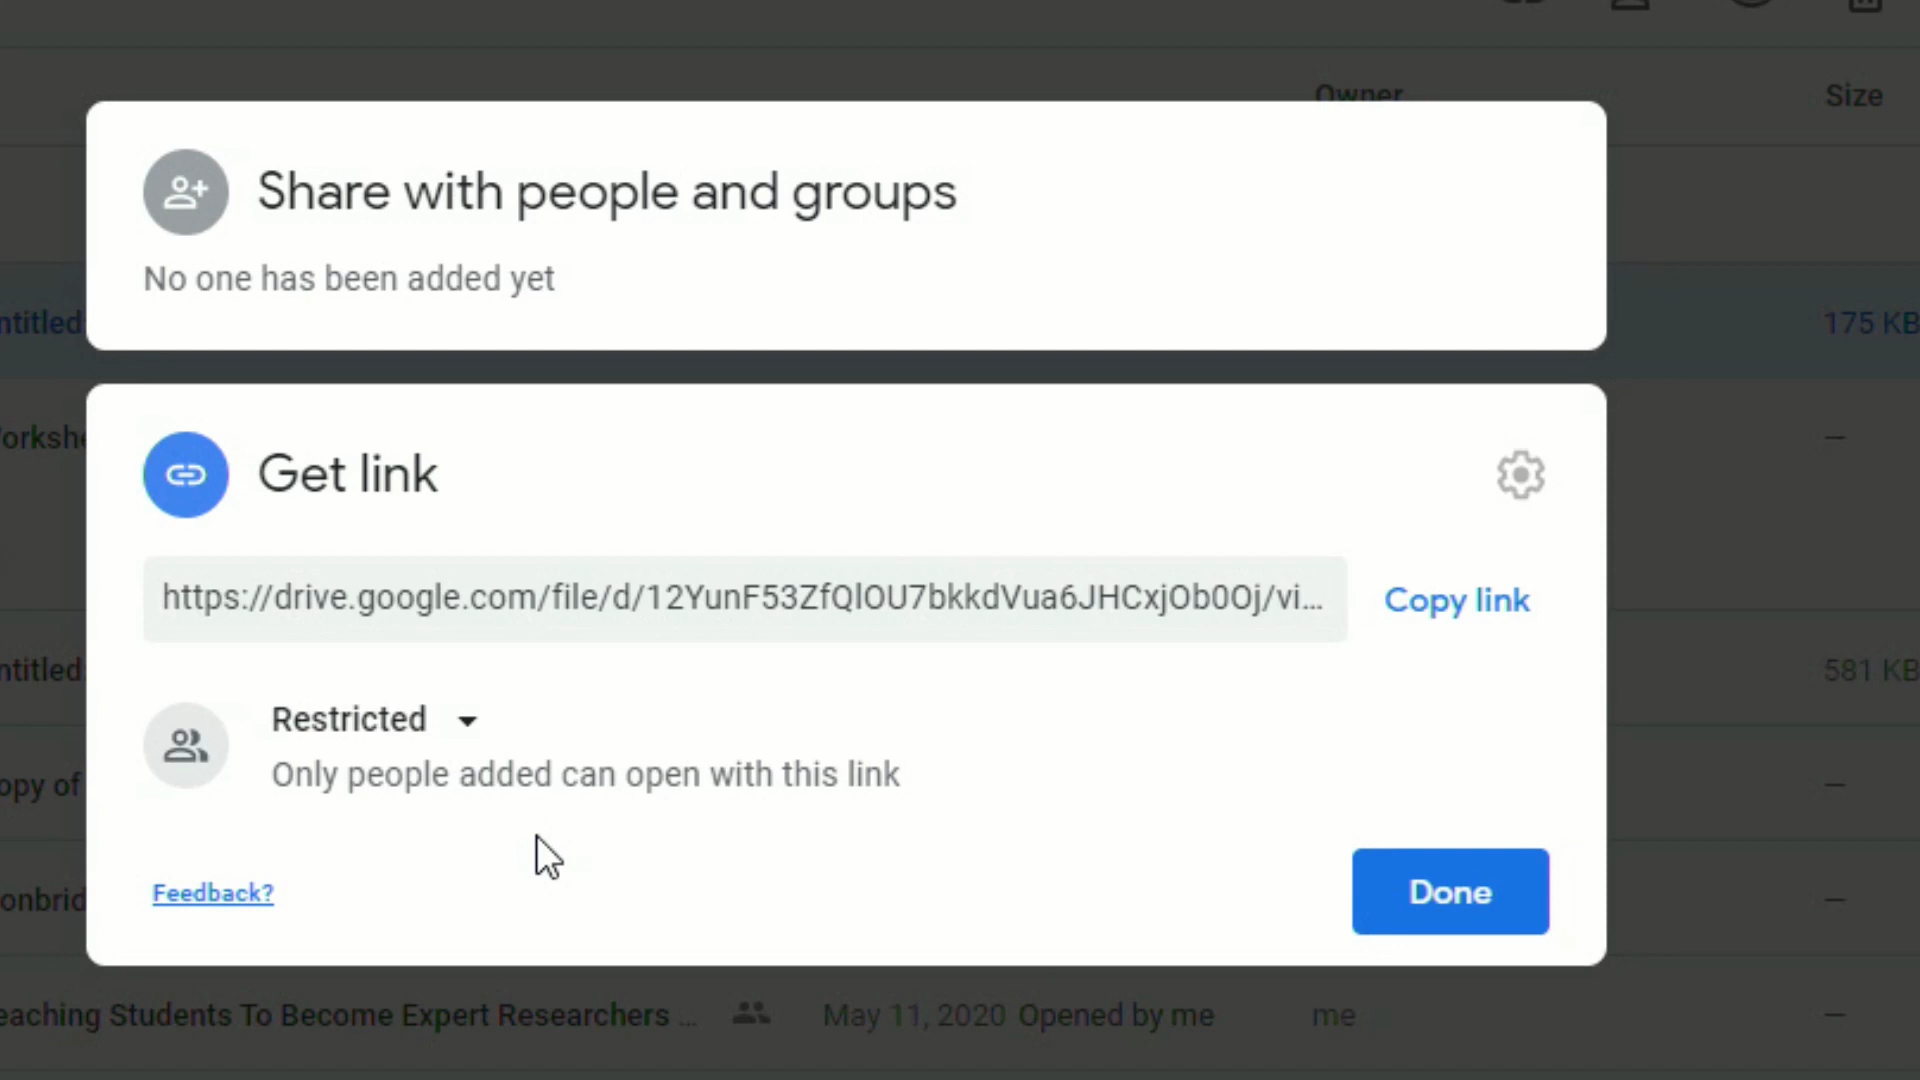 Owner
Size
Share with people and groups
No one has been added yet
ntitled
175 KB
Get link
https://drive.google.com/file/d/12YunF53ZfQlOU7bkkdVua6JHCxjOb0Oj/vi...
Copy link
ntitled
581 KB
Restricted
Only people added can open with this link
opy of
onbrid
Feedback?
Done
eaching Students To Become Expert Researchers ...
May 11, 2020 Opened by me
me